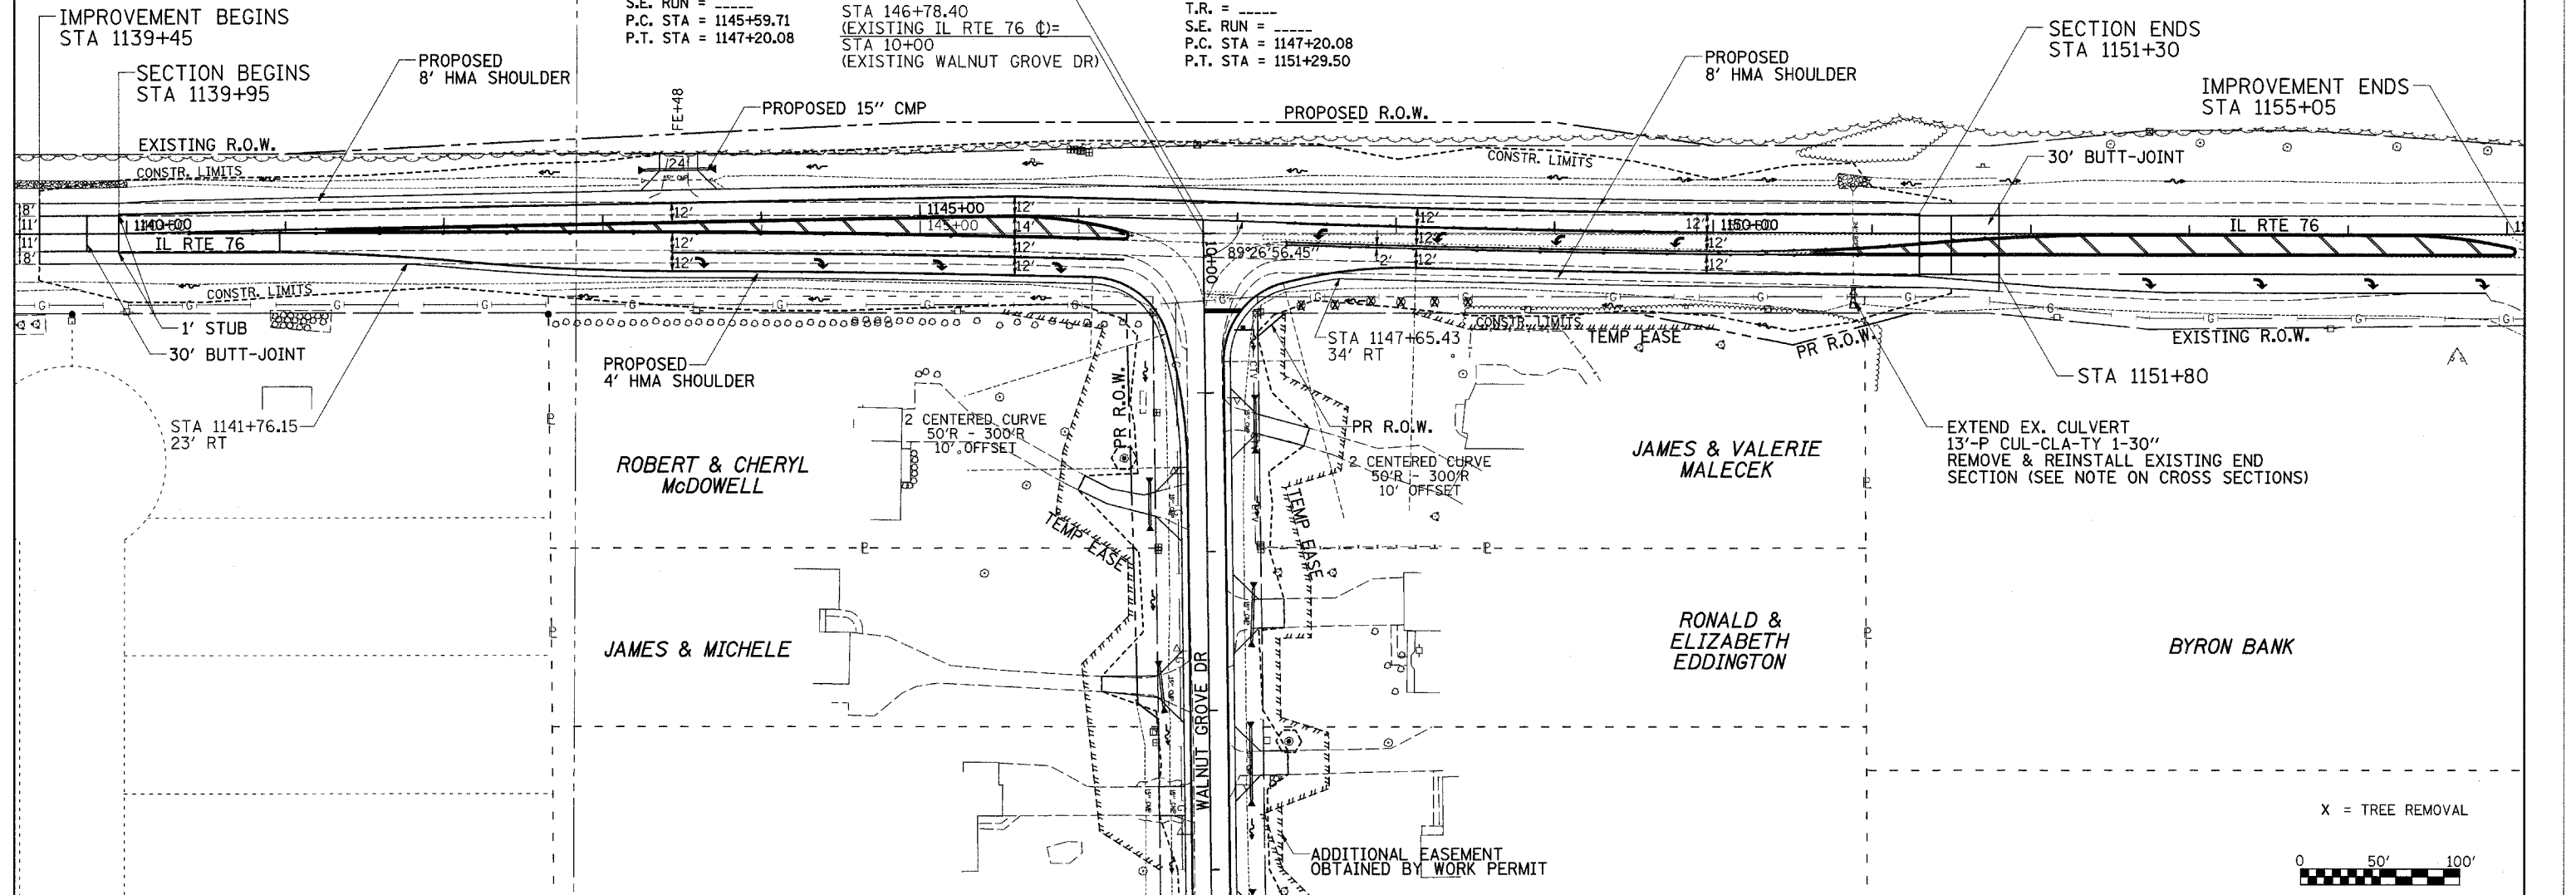 IMPROVEMENT BEGINS
STA 1139+45
SECTION BEGINS
STA 1139+95
PROPOSED
8' HMA SHOULDER
S.E. RUN = _____
P.C. STA = 1145+59.71
P.T. STA = 1147+20.08
STA 146+78.40
(EXISTING IL RTE 76 ℄)=
STA 10+00
(EXISTING WALNUT GROVE DR)
T.R. = _____
S.E. RUN = _____
P.C. STA = 1147+20.08
P.T. STA = 1151+29.50
PROPOSED
8' HMA SHOULDER
SECTION ENDS
STA 1151+30
IMPROVEMENT ENDS
STA 1155+05
FE+48
PROPOSED 15" CMP
PROPOSED R.O.W.
EXISTING R.O.W.
CONSTR. LIMITS
24'
CONSTR. LIMITS
30' BUTT-JOINT
8'
11'
11'
8'
IL RTE 76
12'
12'
12'
1145+00
145+00
12'
14'
12'
12'
10+00
89°26'56.45"
2'
12'
12'
12'
12'
12'
12'
IL RTE 76
CONSTR. LIMITS
G
G
G
G
G
G
G
G
G
1' STUB
30' BUTT-JOINT
PROPOSED
4' HMA SHOULDER
STA 1147+65.43
34' RT
CONSTR. LIMITS
TEMP EASE
PR R.O.W.
EXISTING R.O.W.
STA 1151+80
STA 1141+76.15
23' RT
2 CENTERED CURVE
50'R - 300'R
10' OFFSET
PR R.O.W.
PR R.O.W.
2 CENTERED CURVE
50'R - 300'R
10' OFFSET
EXTEND EX. CULVERT
13'-P CUL-CLA-TY 1-30"
REMOVE & REINSTALL EXISTING END
SECTION (SEE NOTE ON CROSS SECTIONS)
ROBERT & CHERYL
McDOWELL
JAMES & VALERIE
MALECEK
TEMP EASE
TEMP EASE
JAMES & MICHELE
RONALD &
ELIZABETH
EDDINGTON
BYRON BANK
WALNUT GROVE DR
X = TREE REMOVAL
ADDITIONAL EASEMENT
OBTAINED BY WORK PERMIT
0 50' 100'